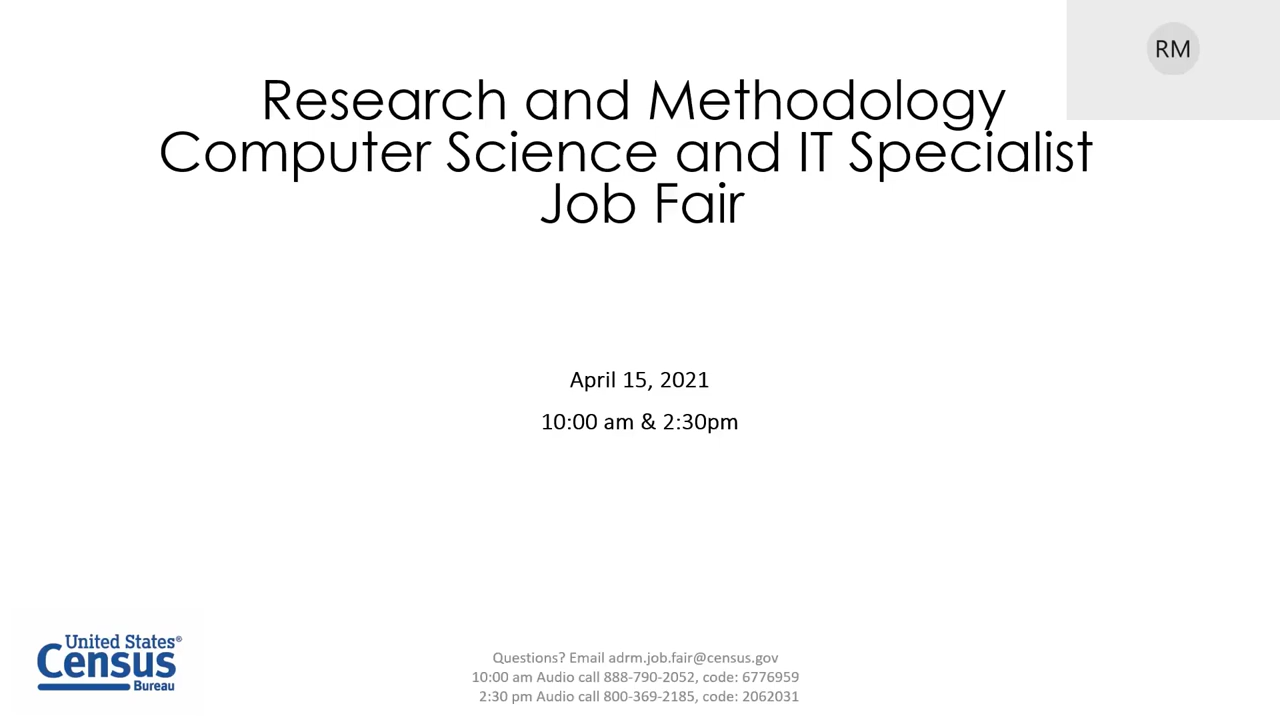 RM
Research and Methodology
Computer Science and IT Specialist
Job Fair
April 15, 2021
10:00 am & 2:30pm
United States®
Census
Bureau
Questions? Email adrm.job.fair@census.gov
10:00 am Audio call 888-790-2052, code: 6776959
2:30 pm Audio call 800-369-2185, code: 2062031